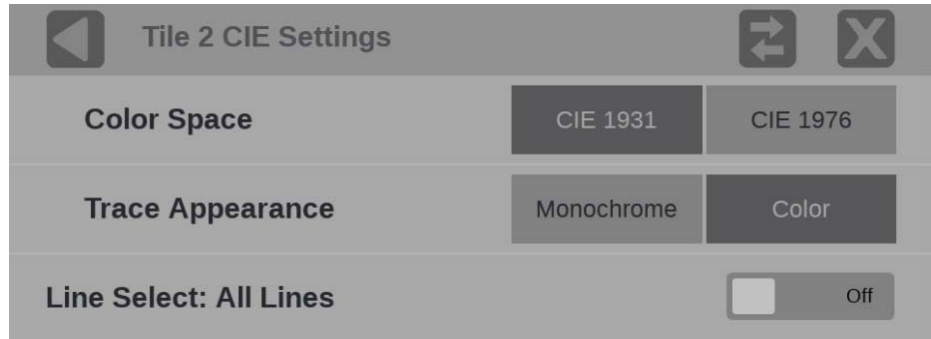 Tile 2 CIE Settings
Color Space CIE 1931 CIE 1976
Trace Appearance Monochrome Color
Line Select: All Lines Off